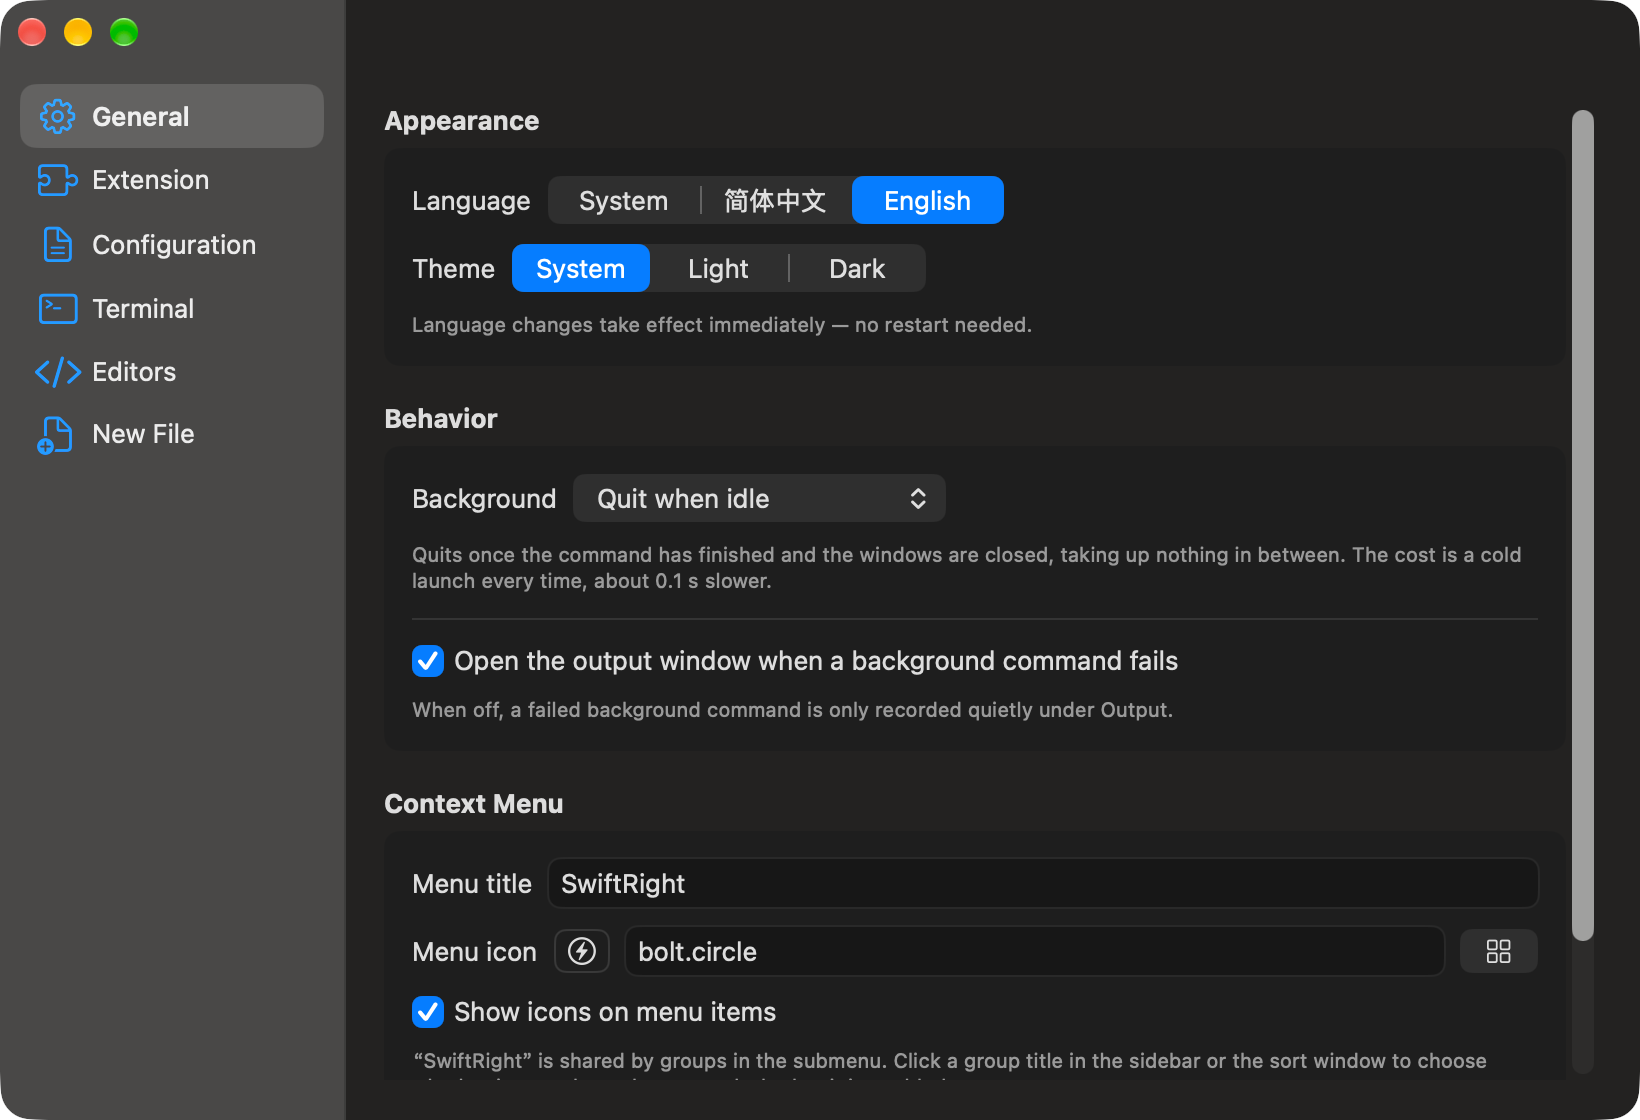 General
Extension
Configuration
Terminal
Editors
New File
Appearance
Language System 简体中文 English
Theme System Light Dark
Language changes take effect immediately — no restart needed.
Behavior
Background Quit when idle
Quits once the command has finished and the windows are closed, taking up nothing in between. The cost is a cold
launch every time, about 0.1 s slower.
Open the output window when a background command fails
When off, a failed background command is only recorded quietly under Output.
Context Menu
Menu title SwiftRight
Menu icon bolt.circle
Show icons on menu items
“SwiftRight” is shared by groups in the submenu. Click a group title in the sidebar or the sort window to choose